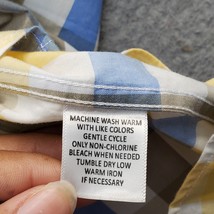 MACHINE WASH WARM
WITH LIKE COLORS
GENTLE CYCLE
ONLY NON-CHLORINE
BLEACH WHEN NEEDED
TUMBLE DRY LOW
WARM IRON
IF NECESSARY